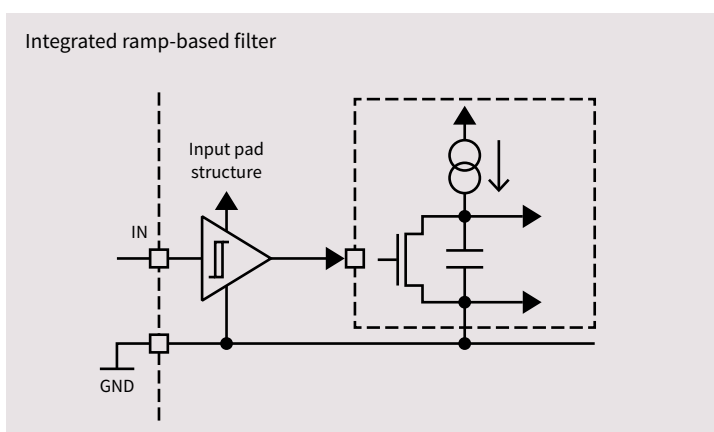 Integrated ramp-based filter
Input pad
structure
IN
GND